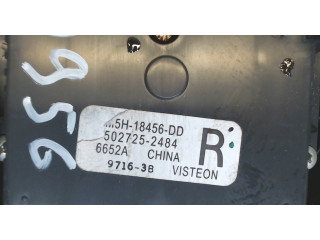 956
5H-18456-DD
502725-2484
6652A CHINA R
9716-3B VISTEON